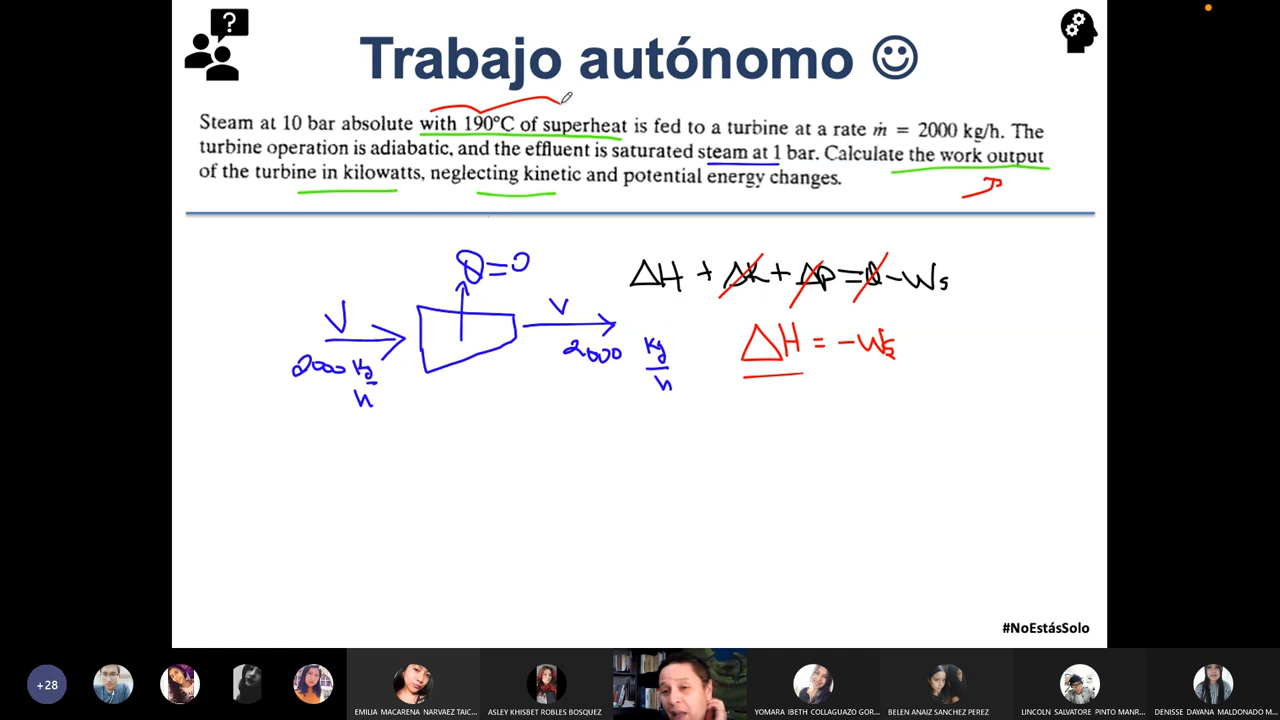 ?
Trabajo autónomo ☺
Steam at 10 bar absolute with 190°C of superheat is fed to a turbine at a rate ṁ = 2000 kg/h. The
turbine operation is adiabatic, and the effluent is saturated steam at 1 bar. Calculate the work output
of the turbine in kilowatts, neglecting kinetic and potential energy changes.
Q=0
V
2000 Kg/h
V
2000 Kg/h
ΔH + Δk + Δp = Q - Ws
ΔH = -Ws
#NoEstásSolo
+28
EMILIA MACARENA NARVAEZ TAIC...
ASLEY KHISBET ROBLES BOSQUEZ
YOMARA IBETH COLLAGUAZO GOR...
BELEN ANAIZ SANCHEZ PEREZ
LINCOLN SALVATORE PINTO MANR...
DENISSE DAYANA MALDONADO M...